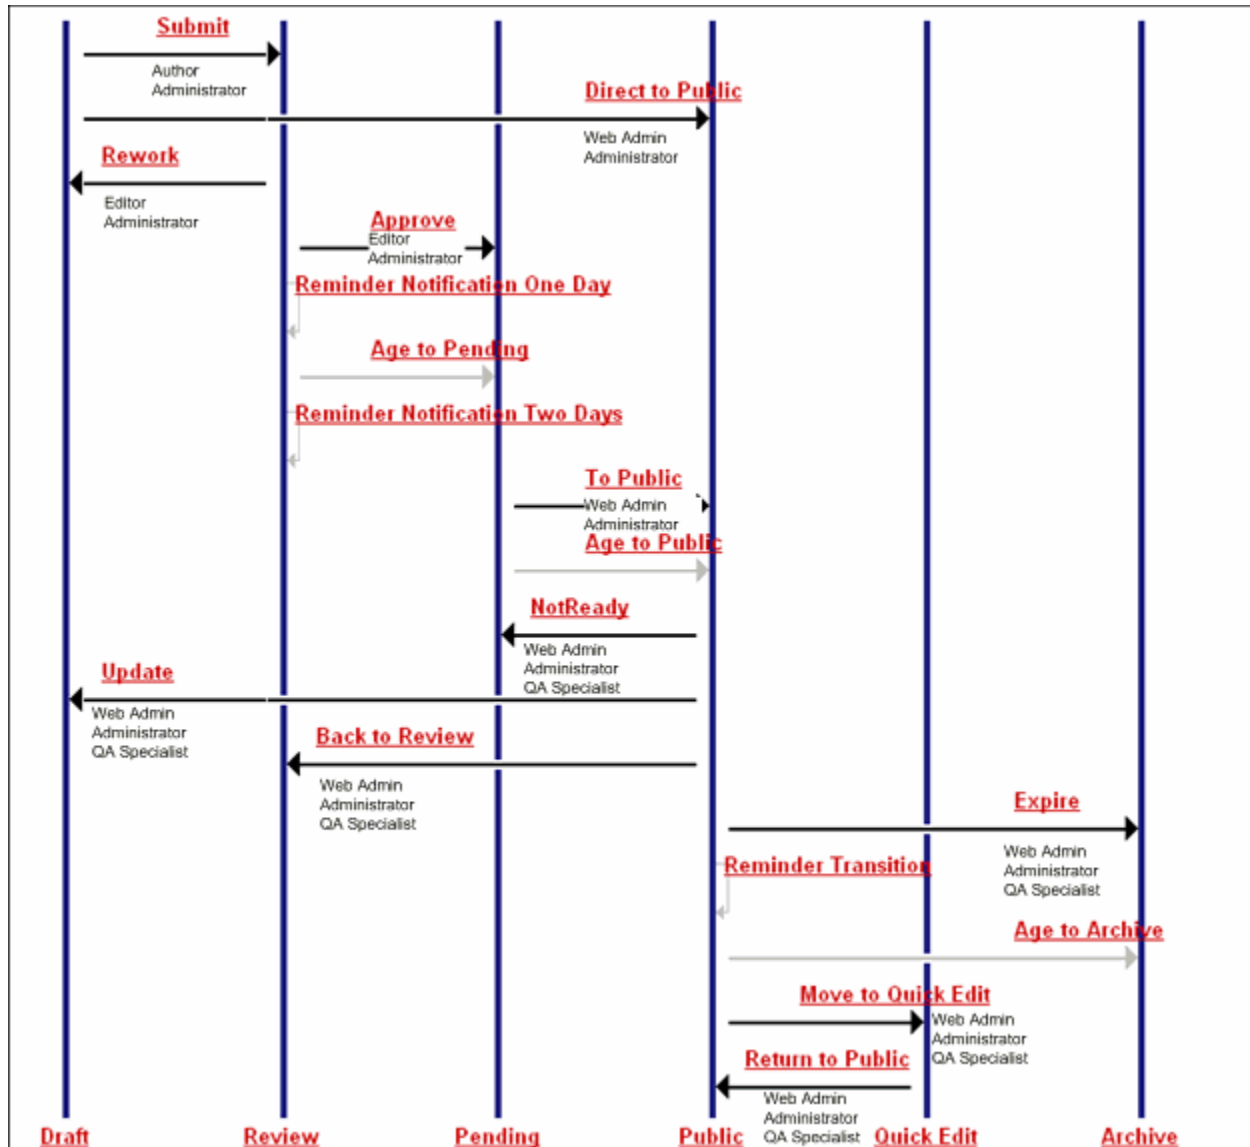 Submit
Author
Administrator
Direct to Public
Web Admin
Administrator
Rework
Editor
Administrator
Approve
Editor
Administrator
Reminder Notification One Day
Age to Pending
Reminder Notification Two Days
To Public
Web Admin
Administrator
Age to Public
NotReady
Web Admin
Administrator
QA Specialist
Update
Web Admin
Administrator
QA Specialist
Back to Review
Web Admin
Administrator
QA Specialist
Expire
Web Admin
Administrator
QA Specialist
Reminder Transition
Age to Archive
Move to Quick Edit
Web Admin
Administrator
QA Specialist
Return to Public
Web Admin
Administrator
QA Specialist
Draft Review Pending Public Quick Edit Archive